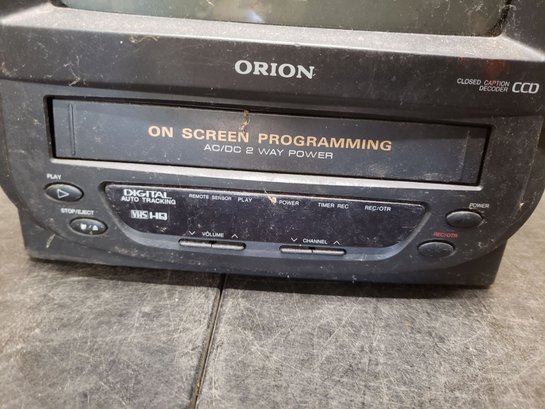 ORION
CLOSED CAPTION
DECODER CCD
ON SCREEN PROGRAMMING
AC/DC 2 WAY POWER
PLAY
STOP/EJECT
DIGITAL
AUTO TRACKING
VHS HQ
REMOTE SENSOR PLAY POWER TIMER REC REC/OTR
VOLUME
CHANNEL
POWER
REC/OTR